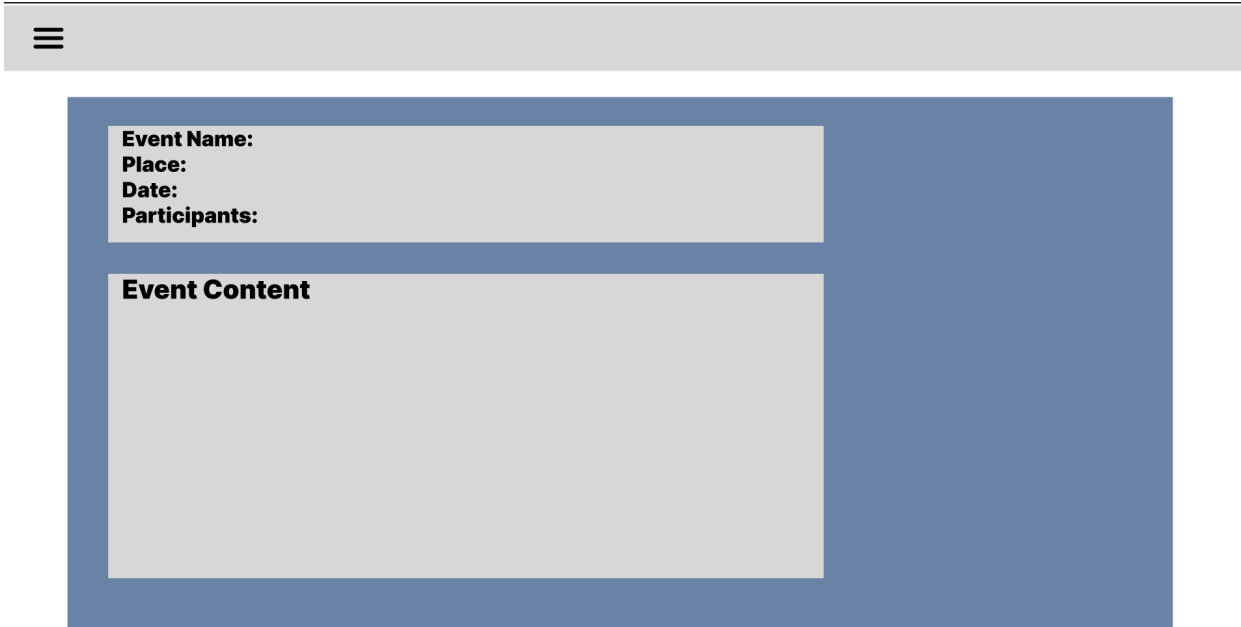 Event Name:
Place:
Date:
Participants:
Event Content